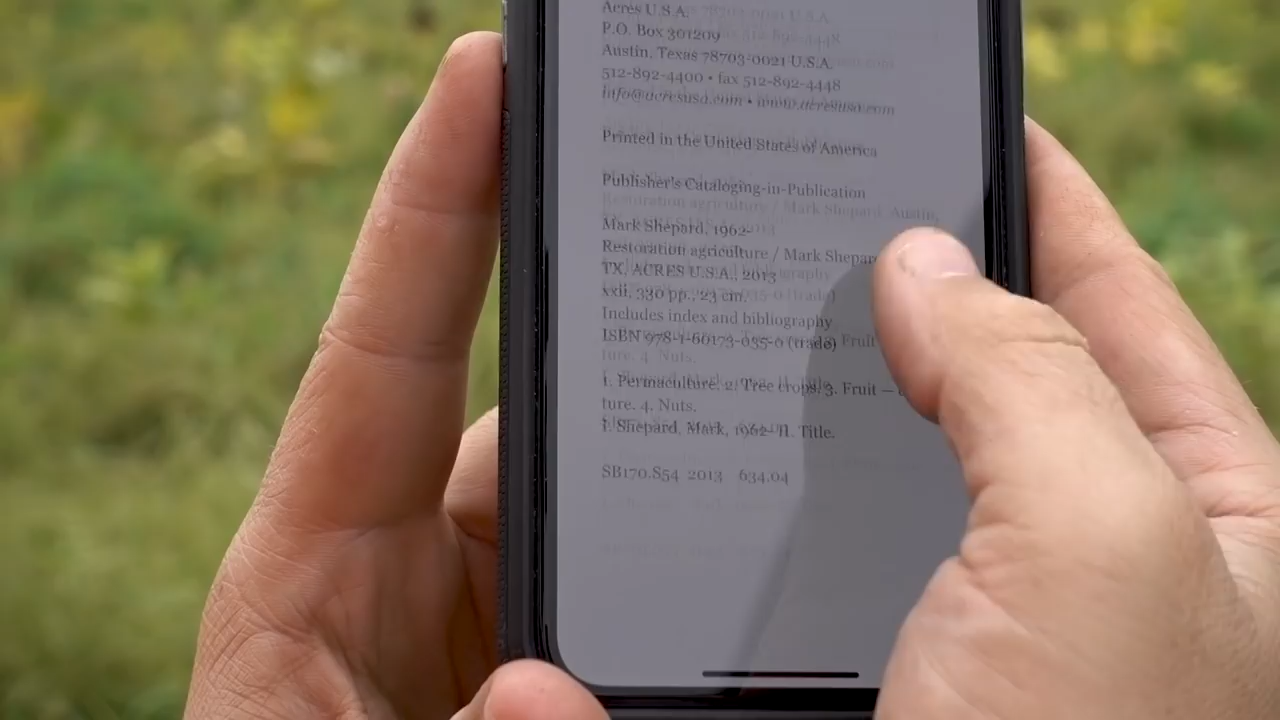 Acres U.S.A.
P.O. Box 301209
Austin, Texas 78703-0021 U.S.A.
512-892-4400 • fax 512-892-4448
info@acresusa.com • www.acresusa.com
Printed in the United States of America
Publisher's Cataloging-in-Publication
Mark Shepard, 1962-
Restoration agriculture / Mark Shepar
TX, ACRES U.S.A., 2013
xxii, 330 pp., 23 cm.
Includes index and bibliography
ISBN 978-1-60173-035-0 (trade)
1. Permaculture. 2. Tree crops. 3. Fruit —
ture. 4. Nuts.
I. Shepard, Mark, 1962- II. Title.
SB170.S54 2013 634.04